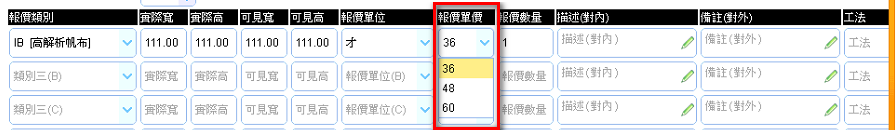 報價類別 實際寬 實際高 可見寬 可見高 報價單位 報價單價 報價數量 描述(對內) 備註(對外) 工法
IB [高解析帆布] 111.00 111.00 111.00 111.00 才 36 1 描述(對內) 備註(對外) 工法
類別三(B) 實際寬 實際高 可見寬 可見高 報價單位(B) 36 報價數量 描述(對內) 備註(對外) 工法
48
類別三(C) 實際寬 實際高 可見寬 可見高 報價單位(C) 60 報價數量 描述(對內) 備註(對外) 工法